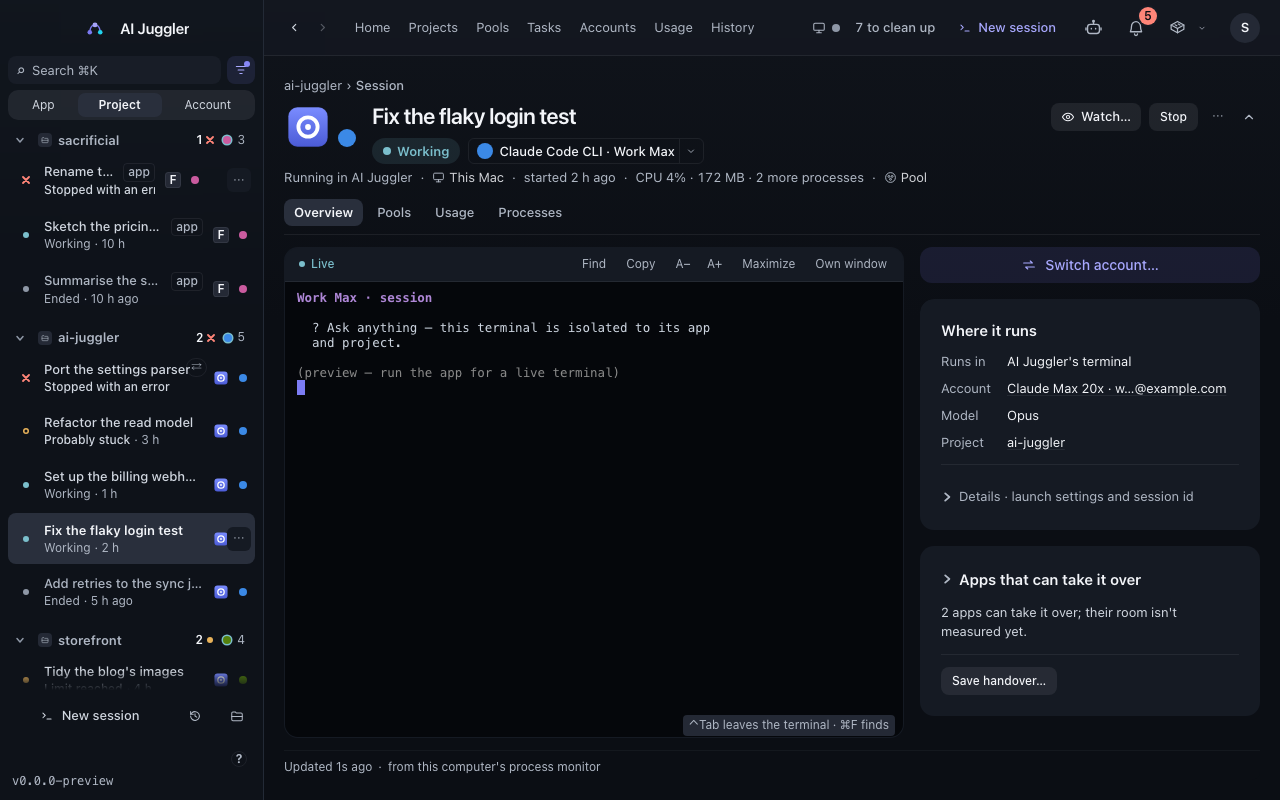 AI Juggler
Search ⌘K
App Project Account
sacrificial 1 3
Rename t... app F
Stopped with an err
Sketch the pricin... app F
Working · 10 h
Summarise the s... app F
Ended · 10 h ago
ai-juggler 2 5
Port the settings parser
Stopped with an error
Refactor the read model
Probably stuck · 3 h
Set up the billing webh...
Working · 1 h
Fix the flaky login test
Working · 2 h
Add retries to the sync j...
Ended · 5 h ago
storefront 2 4
Tidy the blog's images
New session
?
v0.0.0-preview
Home Projects Pools Tasks Accounts Usage History
7 to clean up
New session
5
S
ai-juggler › Session
Fix the flaky login test
Watch... Stop
Working
Claude Code CLI · Work Max
Running in AI Juggler · This Mac · started 2 h ago · CPU 4% · 172 MB · 2 more processes · Pool
Overview Pools Usage Processes
Live Find Copy A− A+ Maximize Own window
Work Max · session
? Ask anything — this terminal is isolated to its app
and project.
(preview — run the app for a live terminal)
^Tab leaves the terminal · ⌘F finds
Switch account...
Where it runs
Runs in AI Juggler's terminal
Account Claude Max 20x · w...@example.com
Model Opus
Project ai-juggler
Details · launch settings and session id
Apps that can take it over
2 apps can take it over; their room isn't
measured yet.
Save handover...
Updated 1s ago · from this computer's process monitor